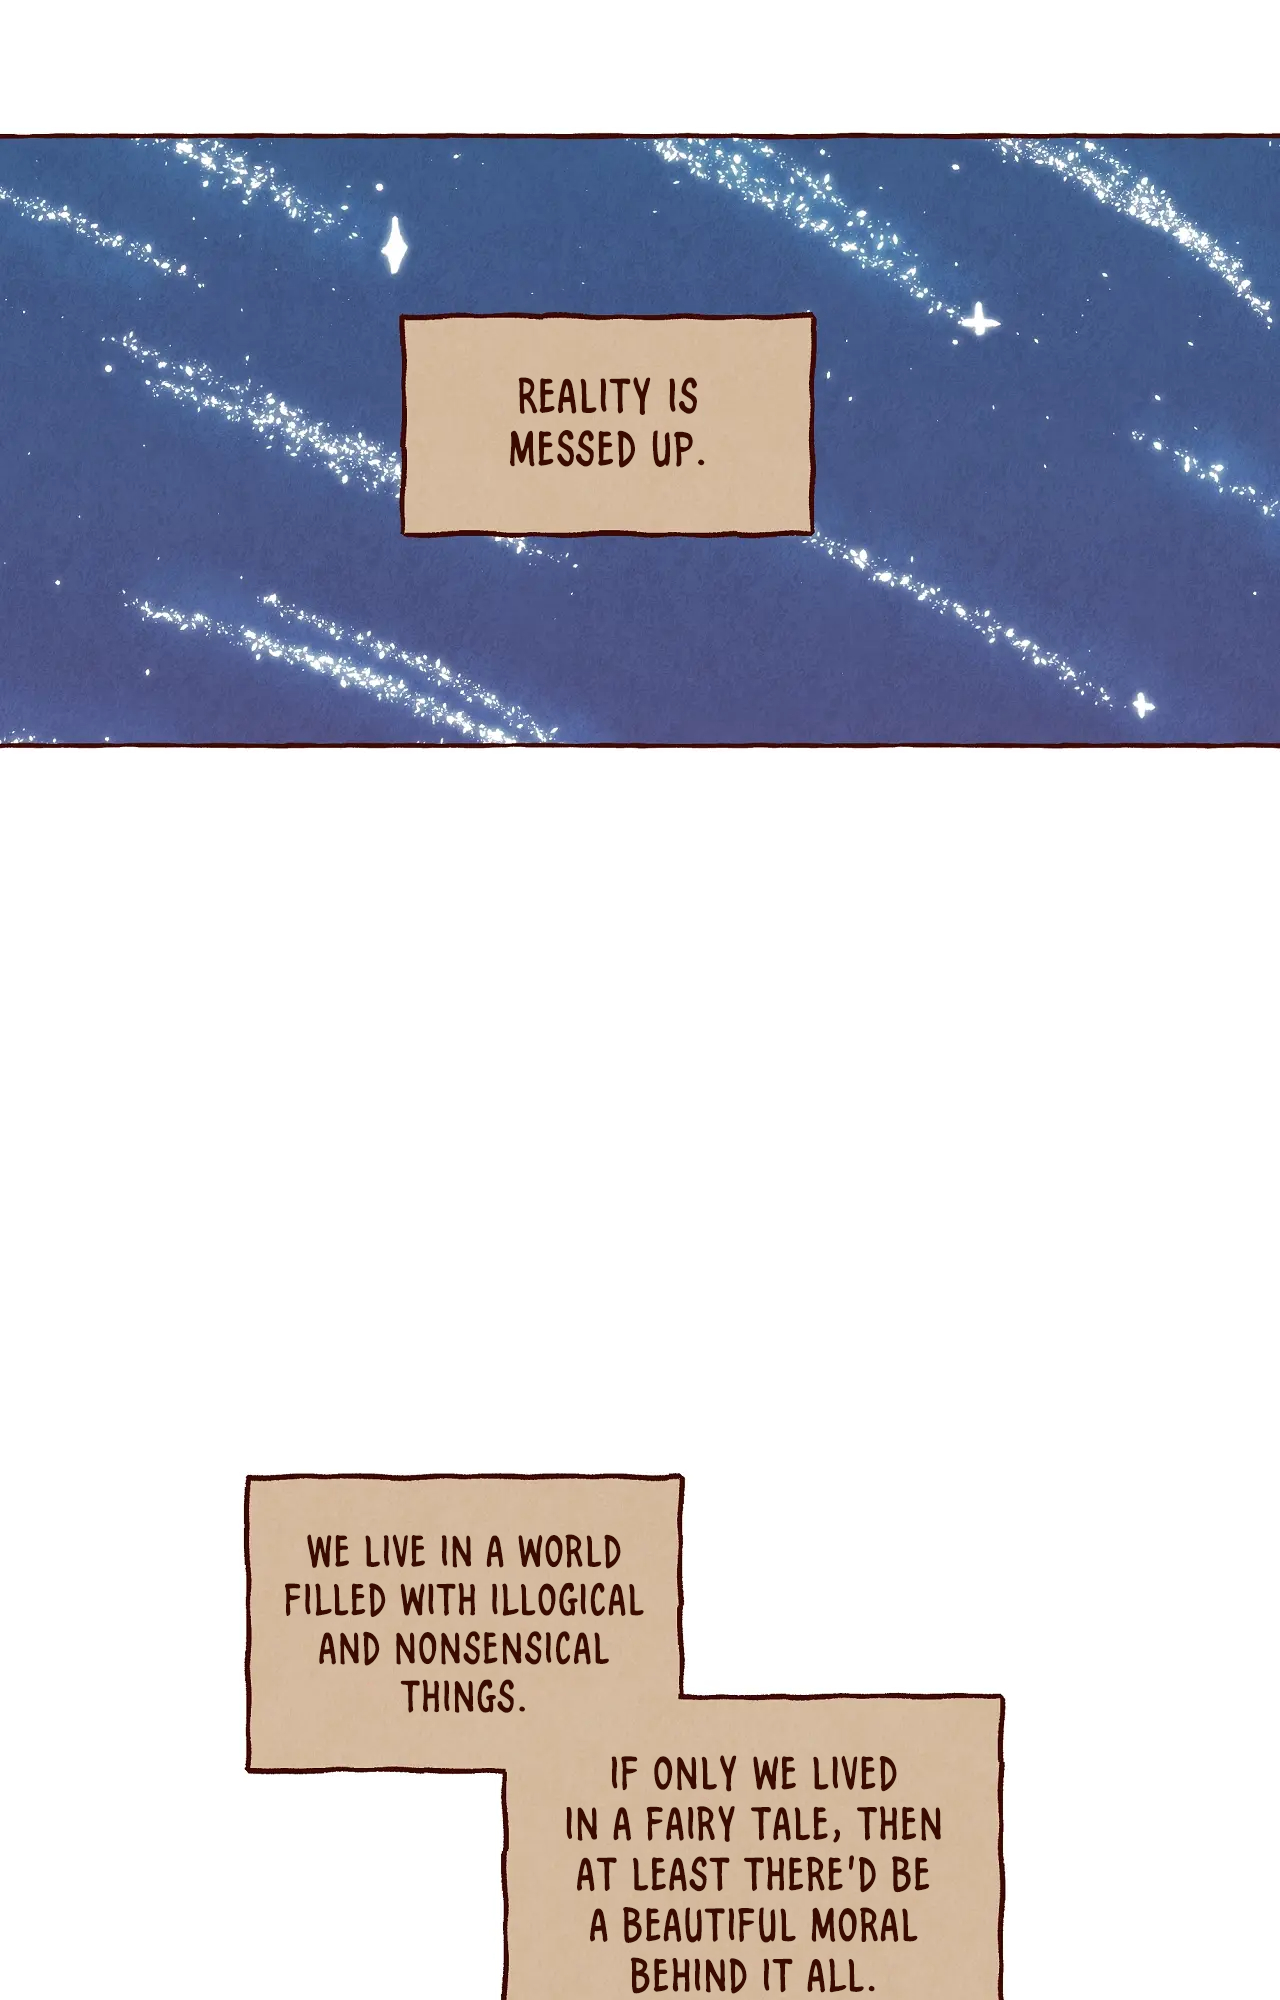 REALITY IS
MESSED UP.
WE LIVE IN A WORLD
FILLED WITH ILLOGICAL
AND NONSENSICAL
THINGS.
IF ONLY WE LIVED
IN A FAIRY TALE, THEN
AT LEAST THERE'D BE
A BEAUTIFUL MORAL
BEHIND IT ALL.